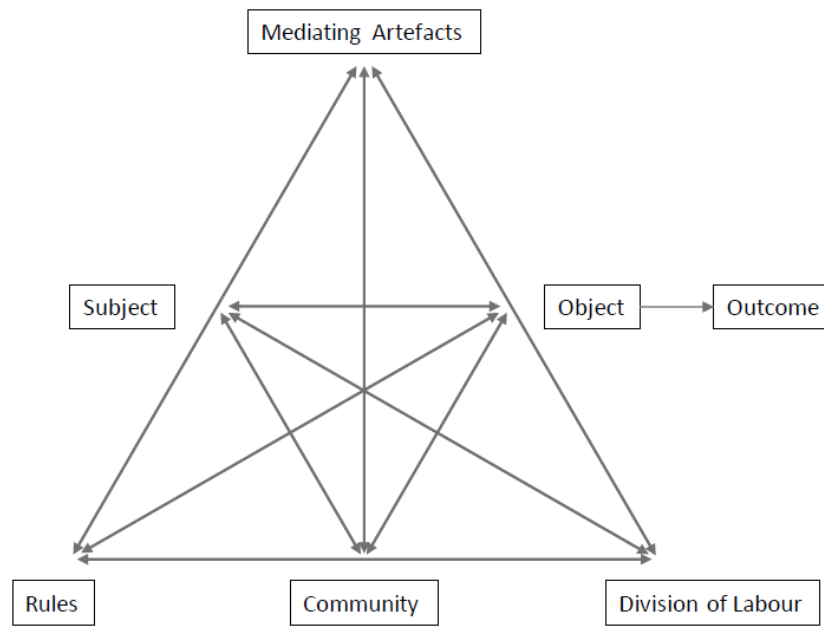 Mediating Artefacts
Subject
Object
Outcome
Rules
Community
Division of Labour